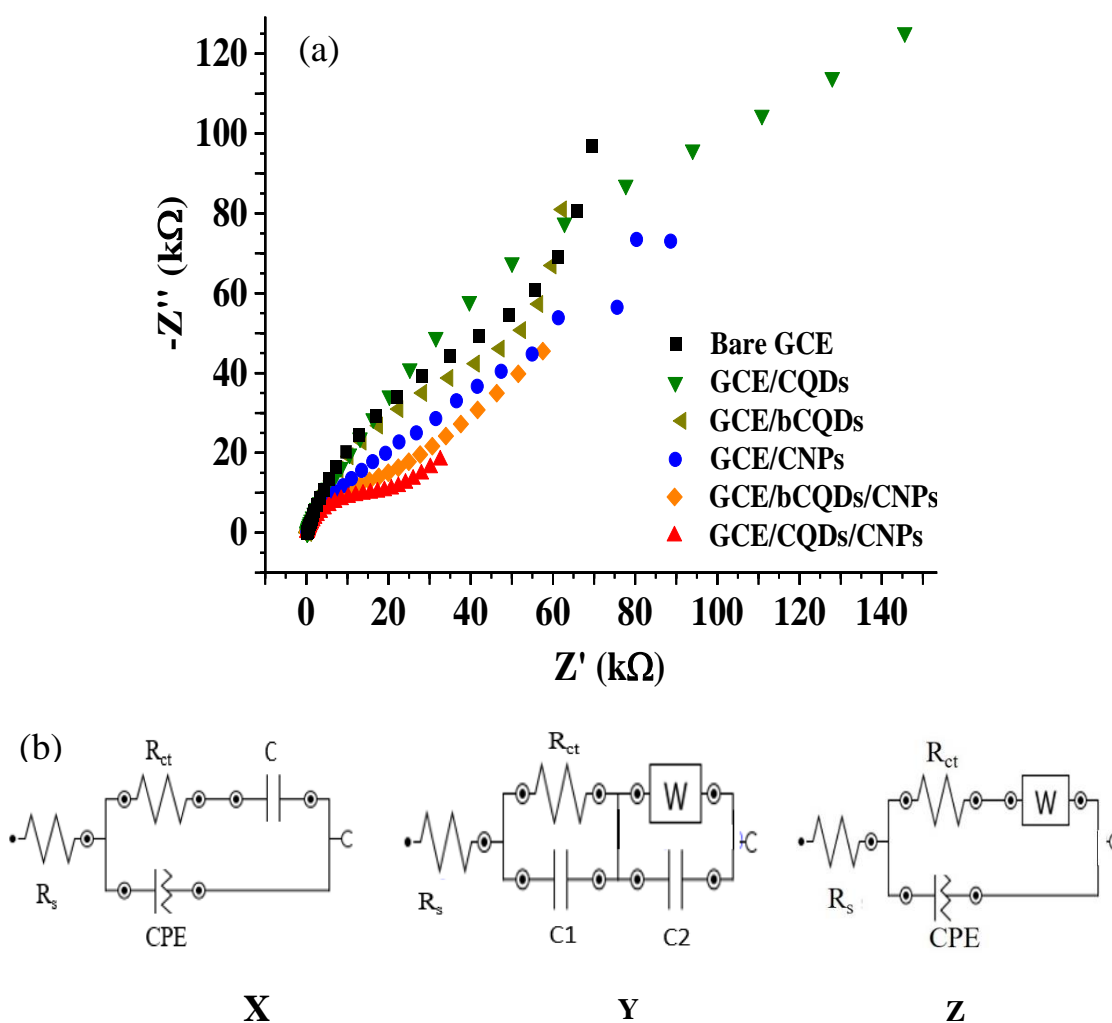 (a)
-Z'' (kΩ)
120
100
80
60
40
20
0
0 20 40 60 80 100 120 140
Z' (kΩ)
Bare GCE
GCE/CQDs
GCE/bCQDs
GCE/CNPs
GCE/bCQDs/CNPs
GCE/CQDs/CNPs
(b)
Rct C
Rs
CPE
X
Rct
W
Rs
C1 C2
Y
Rct
W
Rs
CPE
Z